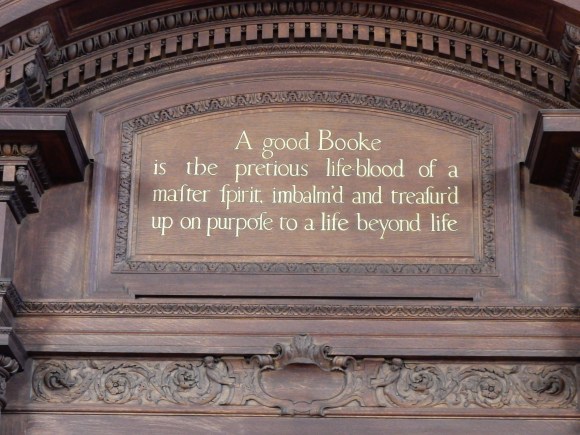 A good Booke
is the pretious life-blood of a
maſter ſpirit, imbalm'd and treaſur'd
up on purpoſe to a life beyond life